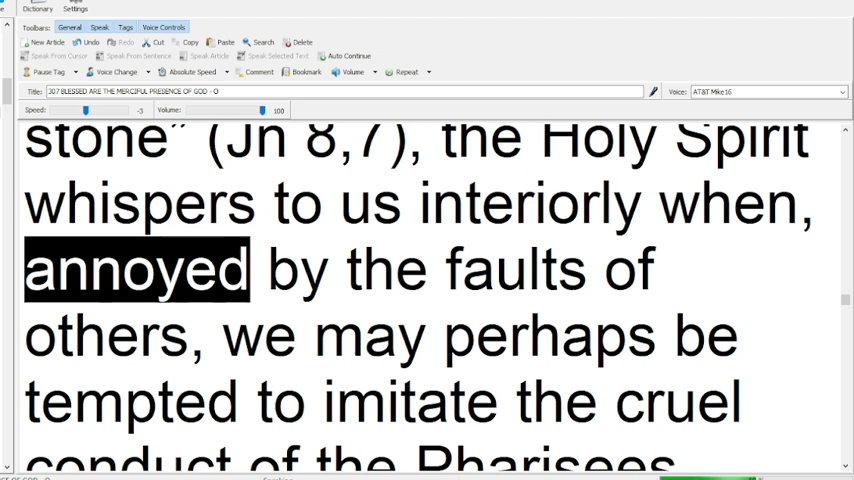 Dictionary Settings
Toolbars: General Speak Tags Voice Controls
New Article Undo Redo Cut Copy Paste Search Delete
Speak From Cursor Speak From Sentence Speak Article Speak Selected Text Auto Continue
Pause Tag Voice Change Absolute Speed Comment Bookmark Volume Repeat
Title: 307 BLESSED ARE THE MERCIFUL PRESENCE OF GOD - O Voice: AT&T Mike16
Speed: -3 Volume: 100
stone” (Jn 8,7), the Holy Spirit
whispers to us interiorly when,
annoyed by the faults of
others, we may perhaps be
tempted to imitate the cruel
conduct of the Pharisees